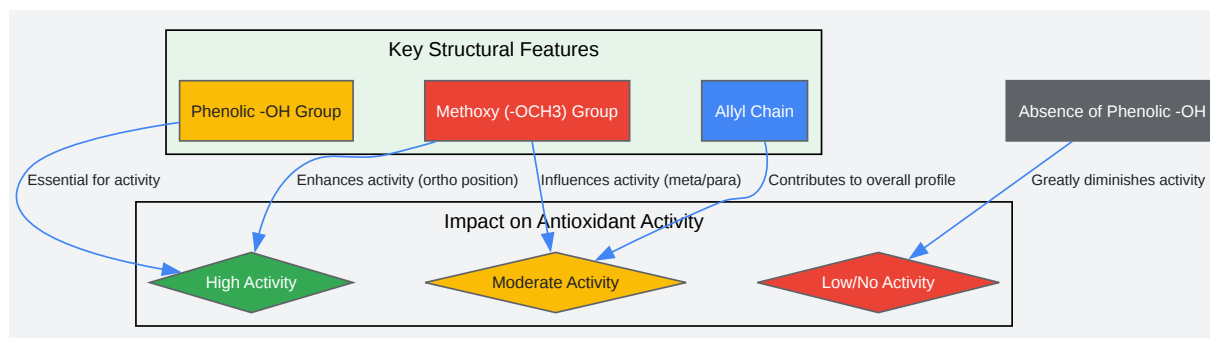 Key Structural Features
Phenolic -OH Group
Methoxy (-OCH3) Group
Allyl Chain
Absence of Phenolic -OH
Essential for activity
Enhances activity (ortho position)
Influences activity (meta/para)
Contributes to overall profile
Greatly diminishes activity
Impact on Antioxidant Activity
High Activity
Moderate Activity
Low/No Activity